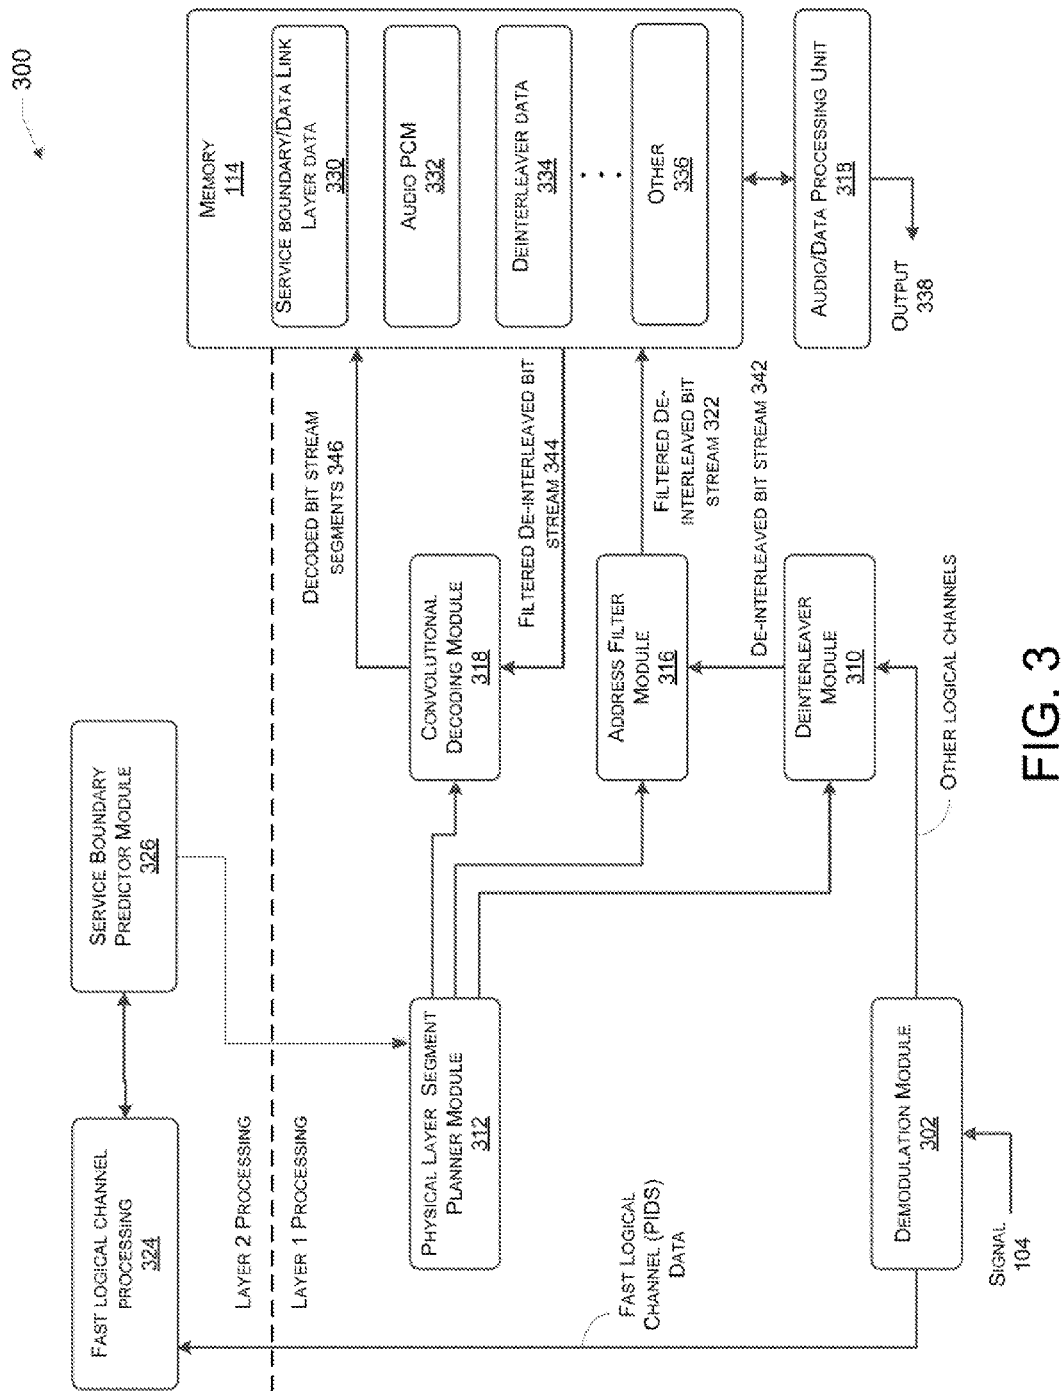 300
FAST LOGICAL CHANNEL
PROCESSING
324
SERVICE BOUNDARY
PREDICTOR MODULE
326
LAYER 2 PROCESSING
LAYER 1 PROCESSING
PHYSICAL LAYER SEGMENT
PLANNER MODULE
312
CONVOLUTIONAL
DECODING MODULE
318
DECODED BIT STREAM
SEGMENTS 346
FILTERED DE-INTERLEAVED BIT
STREAM 344
ADDRESS FILTER
MODULE
316
FILTERED DE-
INTERLEAVED BIT
STREAM 322
DE-INTERLEAVED BIT STREAM 342
DEINTERLEAVER
MODULE
310
FAST LOGICAL
CHANNEL (PIDS)
DATA
DEMODULATION MODULE
302
SIGNAL
104
OTHER LOGICAL CHANNELS
MEMORY
114
SERVICE BOUNDARY/DATA LINK
LAYER DATA
330
AUDIO PCM
332
DEINTERLEAVER DATA
334
• • •
OTHER
336
AUDIO/DATA PROCESSING UNIT
318
OUTPUT
338
FIG. 3